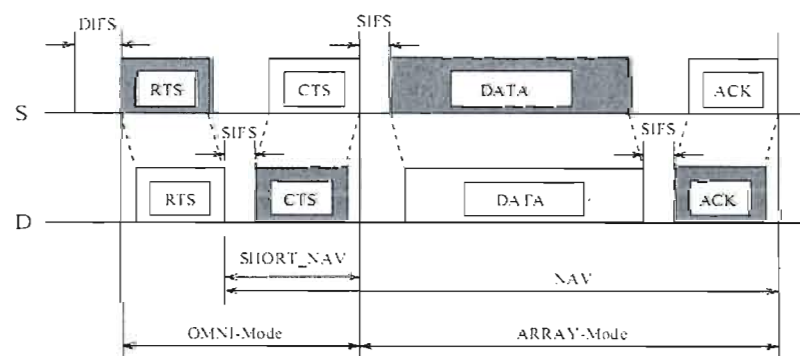 DIFS
SIFS
RTS
CTS
DATA
ACK
S
SIFS
SIFS
RTS
CTS
DATA
ACK
D
SHORT_NAV
NAV
OMNI-Mode
ARRAY-Mode